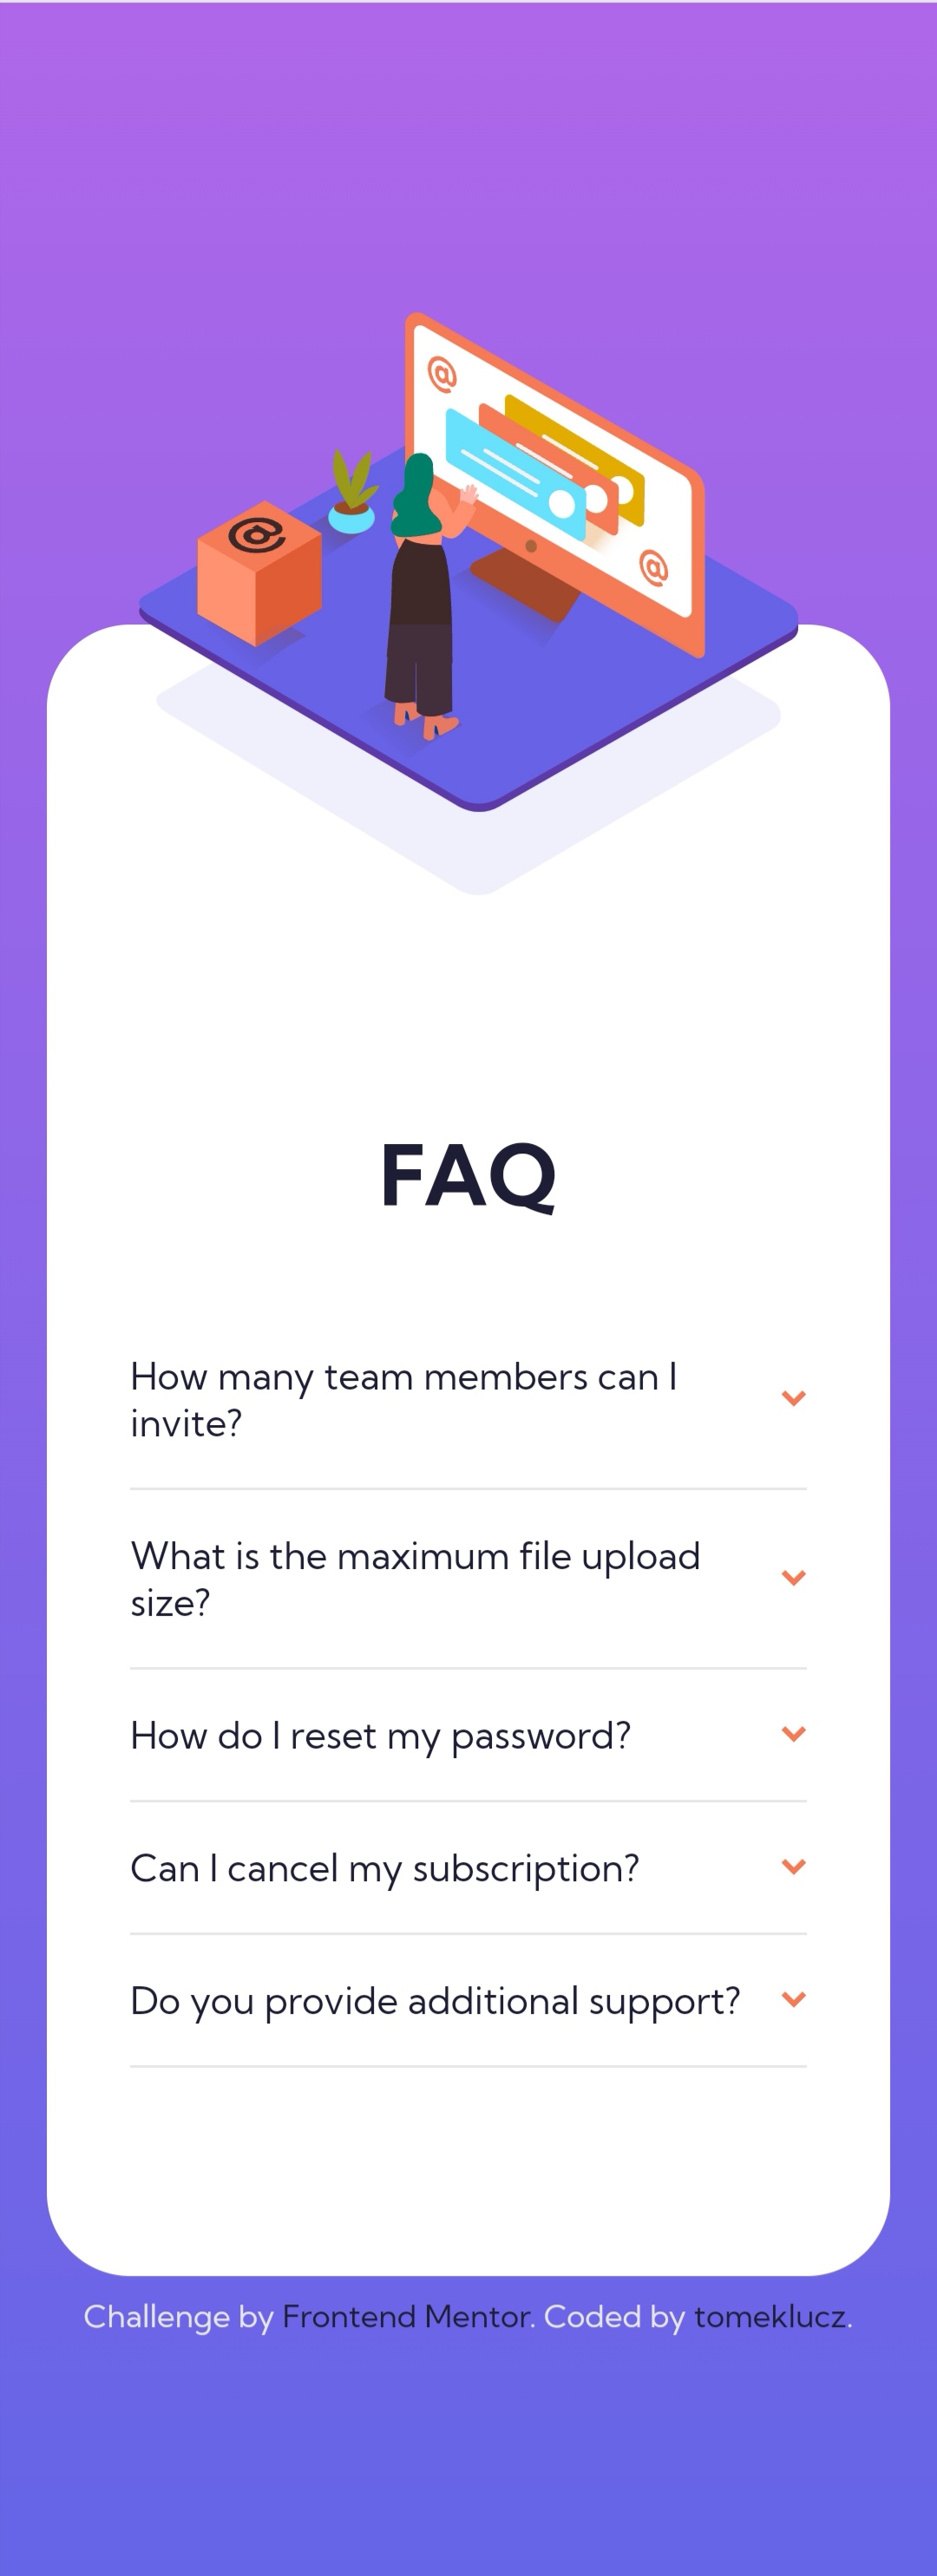 @
@
@
FAQ
How many team members can I
invite?
What is the maximum file upload
size?
How do I reset my password?
Can I cancel my subscription?
Do you provide additional support?
Challenge by Frontend Mentor. Coded by tomeklucz.